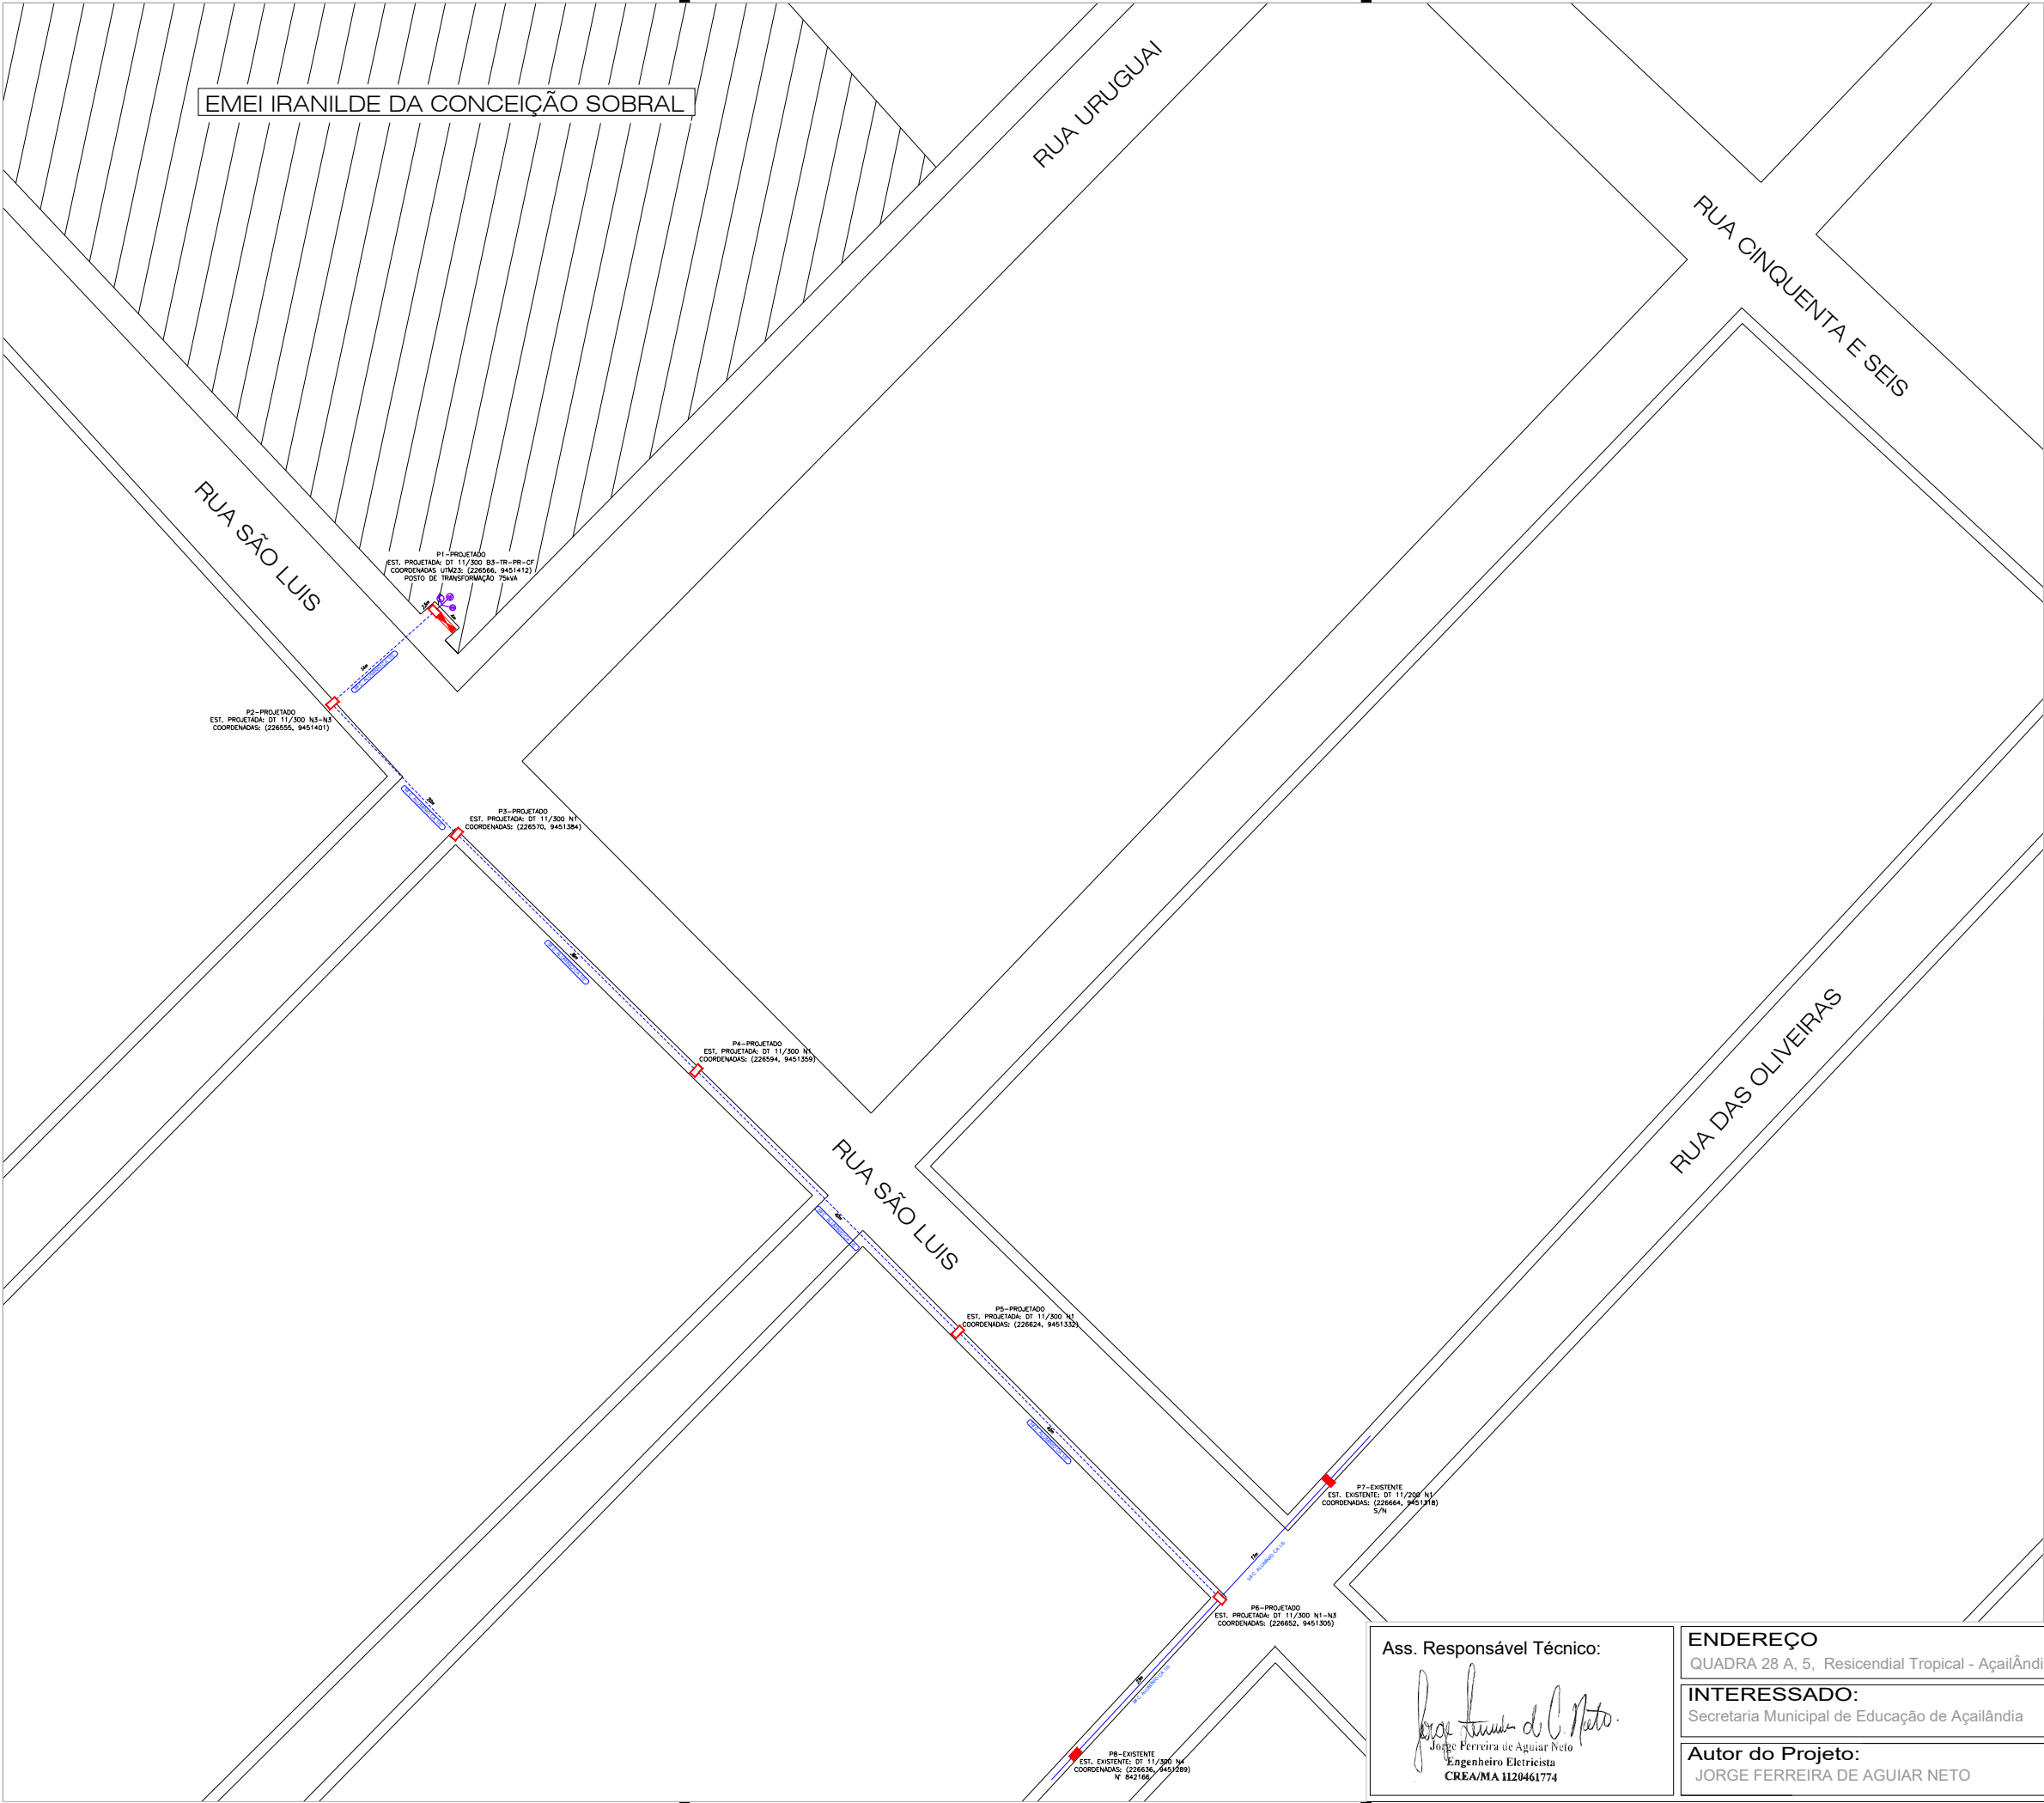 EMEI IRANILDE DA CONCEIÇÃO SOBRAL
RUA URUGUAI
RUA CINQUENTA E SEIS
RUA SÃO LUIS
P1-PROJETADO
EST. PROJETADA: DT 11/300 B3-TR-PR-CF
COORDENADAS UTM23: (226566, 9451412)
POSTO DE TRANSFORMAÇÃO 75kVA
P2-PROJETADO
EST. PROJETADA: DT 11/300 N3-N3
COORDENADAS: (226555, 9451401)
P3-PROJETADO
EST. PROJETADA: DT 11/300 N1
COORDENADAS: (226570, 9451384)
P4-PROJETADO
EST. PROJETADA: DT 11/300 N1
COORDENADAS: (226594, 9451359)
RUA DAS OLIVEIRAS
RUA SÃO LUIS
P5-PROJETADO
EST. PROJETADA: DT 11/300 N1
COORDENADAS: (226624, 9451332)
P7-EXISTENTE
EST. EXISTENTE: DT 11/200 N1
COORDENADAS: (226664, 9451318)
S/N
P6-PROJETADO
EST. PROJETADA: DT 11/300 N1-N3
COORDENADAS: (226652, 9451305)
P8-EXISTENTE
EST. EXISTENTE: DT 11/300 N4
COORDENADAS: (226636, 9451289)
N° 842166
Ass. Responsável Técnico:
Jorge Ferreira de Aguiar Neto
Engenheiro Eletricista
CREA/MA 1120461774
ENDEREÇO
QUADRA 28 A, 5, Resicendial Tropical - AçailÂndi
INTERESSADO:
Secretaria Municipal de Educação de Açailândia
Autor do Projeto:
JORGE FERREIRA DE AGUIAR NETO